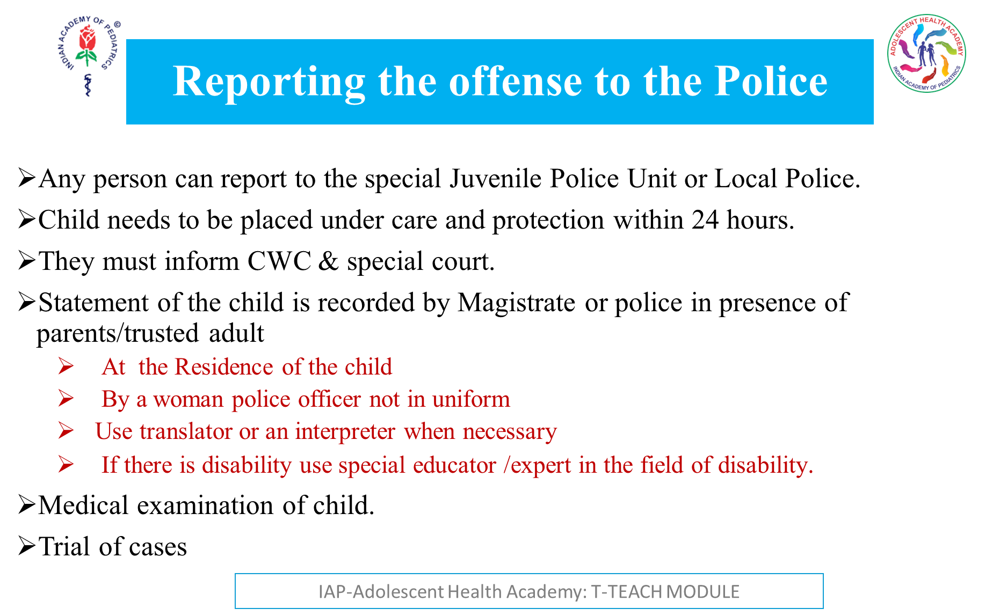 INDIAN ACADEMY OF PEDIATRICS ©
ADOLESCENT HEALTH ACADEMY
INDIAN ACADEMY OF PEDIATRICS
Reporting the offense to the Police
➢Any person can report to the special Juvenile Police Unit or Local Police.
➢Child needs to be placed under care and protection within 24 hours.
➢They must inform CWC & special court.
➢Statement of the child is recorded by Magistrate or police in presence of
parents/trusted adult
➢ At the Residence of the child
➢ By a woman police officer not in uniform
➢ Use translator or an interpreter when necessary
➢ If there is disability use special educator /expert in the field of disability.
➢Medical examination of child.
➢Trial of cases
IAP-Adolescent Health Academy: T-TEACH MODULE